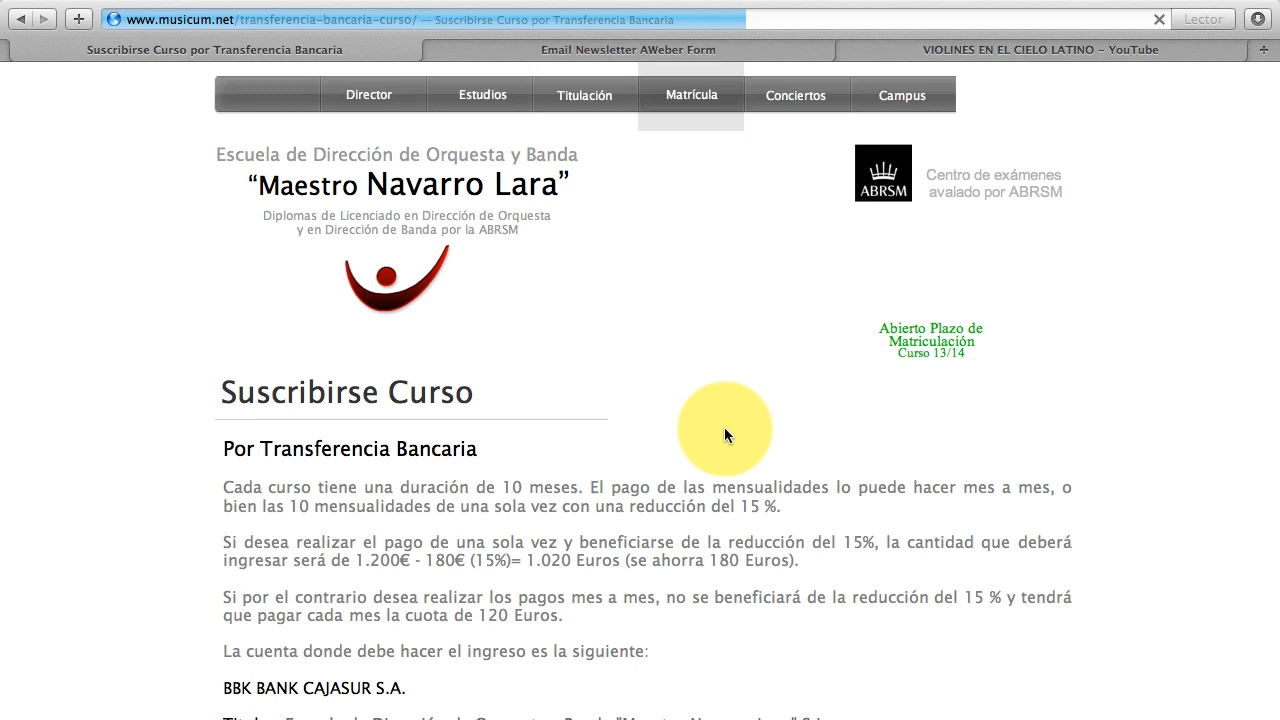 www.musicum.net/transferencia-bancaria-curso/ — Suscribirse Curso por Transferencia Bancaria
Lector
Suscribirse Curso por Transferencia Bancaria
Email Newsletter AWeber Form
VIOLINES EN EL CIELO LATINO – YouTube
Director
Estudios
Titulación
Matrícula
Conciertos
Campus
Escuela de Dirección de Orquesta y Banda
“Maestro Navarro Lara”
Diplomas de Licenciado en Dirección de Orquesta
y en Dirección de Banda por la ABRSM
ABRSM
Centro de exámenes
avalado por ABRSM
Abierto Plazo de
Matriculación
Curso 13/14
Suscribirse Curso
Por Transferencia Bancaria
Cada curso tiene una duración de 10 meses. El pago de las mensualidades lo puede hacer mes a mes, o
bien las 10 mensualidades de una sola vez con una reducción del 15 %.
Si desea realizar el pago de una sola vez y beneficiarse de la reducción del 15%, la cantidad que deberá
ingresar será de 1.200€ - 180€ (15%)= 1.020 Euros (se ahorra 180 Euros).
Si por el contrario desea realizar los pagos mes a mes, no se beneficiará de la reducción del 15 % y tendrá
que pagar cada mes la cuota de 120 Euros.
La cuenta donde debe hacer el ingreso es la siguiente:
BBK BANK CAJASUR S.A.